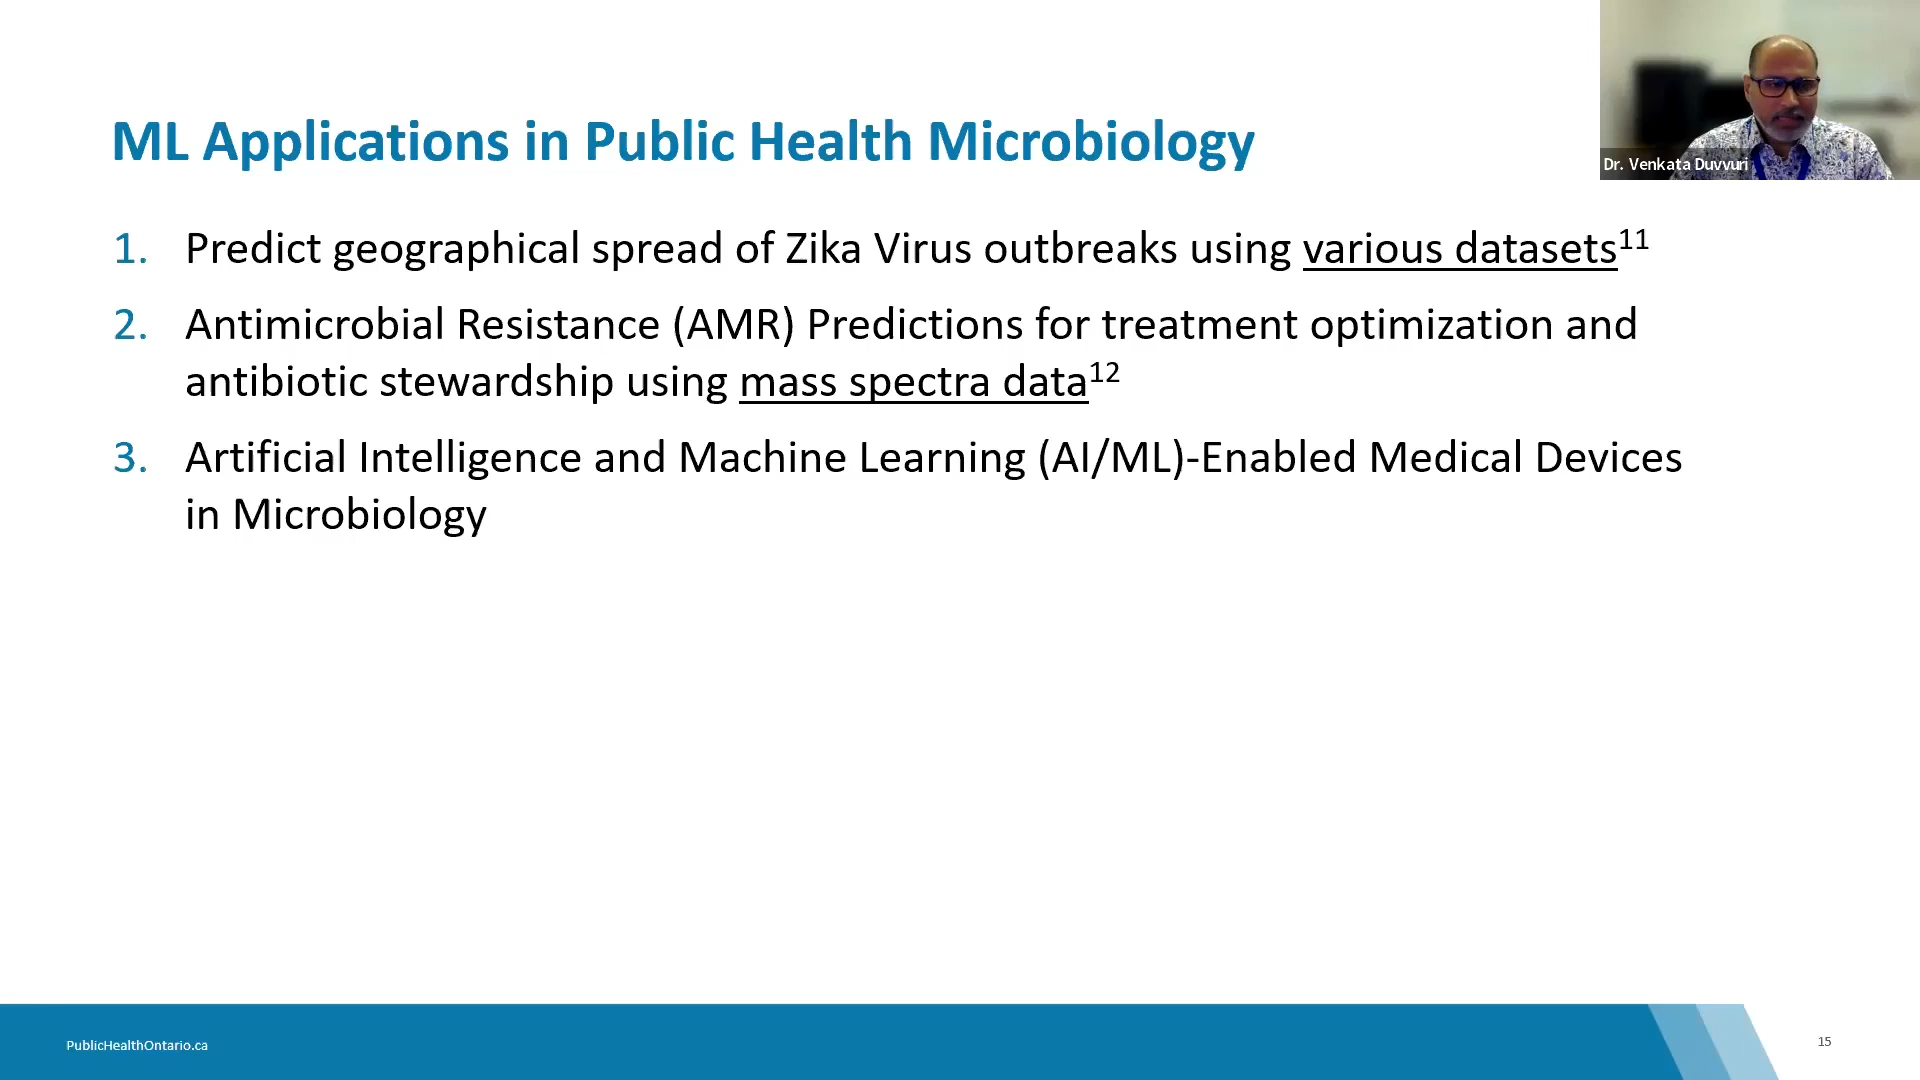 ML Applications in Public Health Microbiology
Dr. Venkata Duvvuri
1. Predict geographical spread of Zika Virus outbreaks using various datasets11
2. Antimicrobial Resistance (AMR) Predictions for treatment optimization and
antibiotic stewardship using mass spectra data12
3. Artificial Intelligence and Machine Learning (AI/ML)-Enabled Medical Devices
in Microbiology
PublicHealthOntario.ca
15